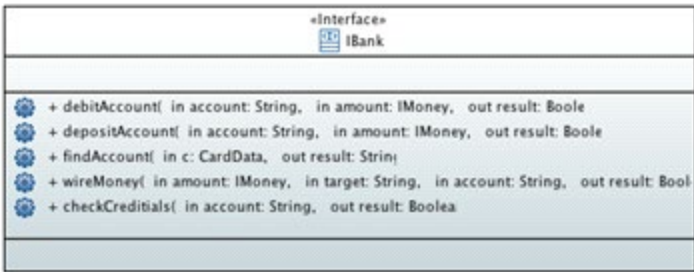 «Interface»
IBank
+ debitAccount( in account: String, in amount: IMoney, out result: Boole
+ depositAccount( in account: String, in amount: IMoney, out result: Boole
+ findAccount( in c: CardData, out result: String
+ wireMoney( in amount: IMoney, in target: String, in account: String, out result: Bool
+ checkCreditials( in account: String, out result: Boolea